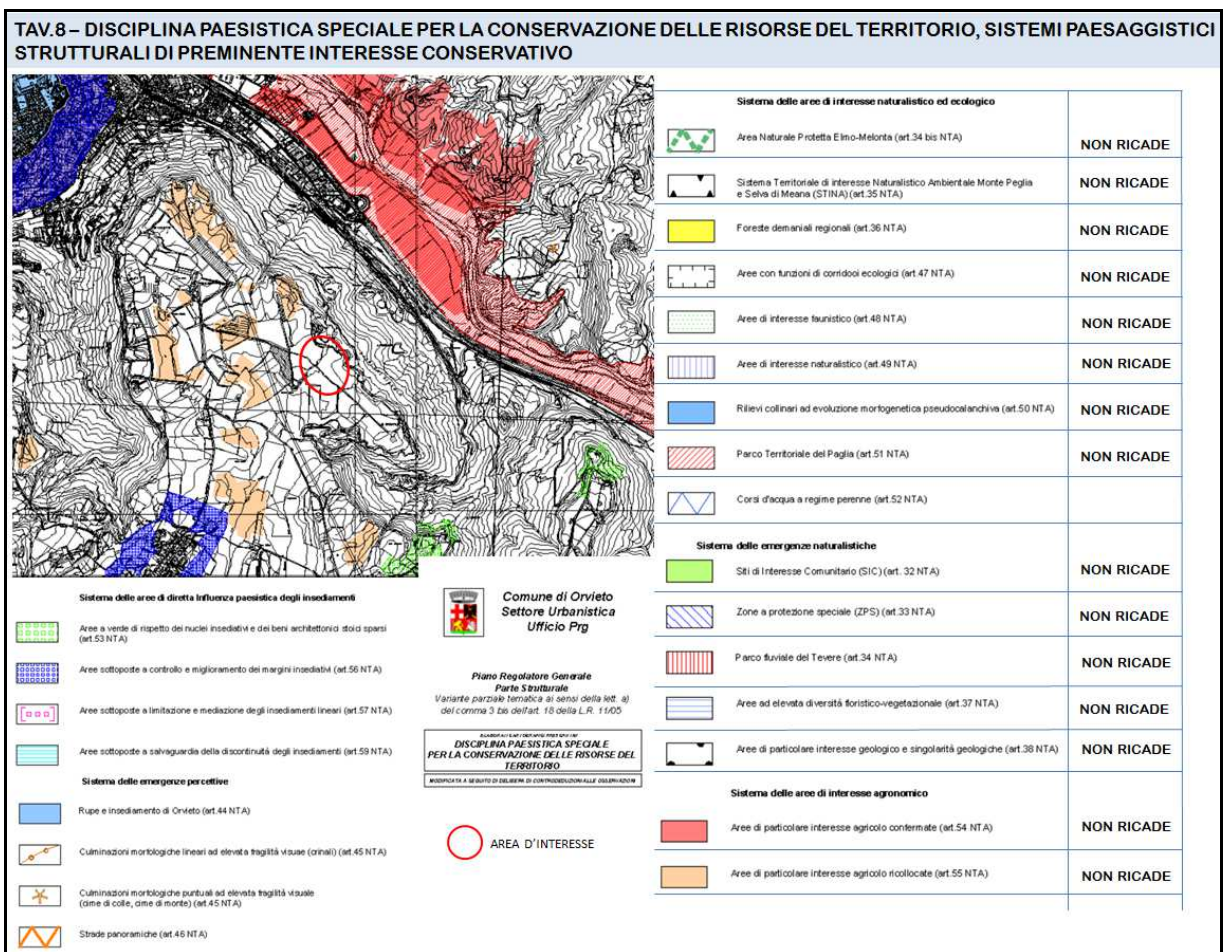 TAV.8 – DISCIPLINA PAESISTICA SPECIALE PER LA CONSERVAZIONE DELLE RISORSE DEL TERRITORIO, SISTEMI PAESAGGISTICI
STRUTTURALI DI PREMINENTE INTERESSE CONSERVATIVO
Sistema delle aree di interesse naturalistico ed ecologico
Area Naturale Protetta Elmo-Melonta (art.34 bis NTA)
NON RICADE
Sistema Territoriale di interesse Naturalistico Ambientale Monte Peglia
e Selva di Meana (STINA) (art.35 NTA)
NON RICADE
Foreste demaniali regionali (art.36 NTA)
NON RICADE
Aree con funzioni di corridoi ecologici (art.47 NTA)
NON RICADE
Aree di interesse faunistico (art.48 NTA)
NON RICADE
Aree di interesse naturalistico (art.49 NTA)
NON RICADE
Rilievi collinari ad evoluzione morfogenetica pseudocalanchiva (art.50 NTA)
NON RICADE
Parco Territoriale del Paglia (art.51 NTA)
NON RICADE
Corsi d'acqua a regime perenne (art.52 NTA)
Sistema delle emergenze naturalistiche
Siti di Interesse Comunitario (SIC) (art. 32 NTA)
NON RICADE
Zone a protezione speciale (ZPS) (art.33 NTA)
NON RICADE
Parco fluviale del Tevere (art.34 NTA)
NON RICADE
Aree ad elevata diversità floristico-vegetazionale (art.37 NTA)
NON RICADE
Aree di particolare interesse geologico e singolarità geologiche (art.38 NTA)
NON RICADE
Sistema delle aree di interesse agronomico
Aree di particolare interesse agricolo confermate (art.54 NTA)
NON RICADE
Aree di particolare interesse agricolo ricollocate (art.55 NTA)
NON RICADE
Sistema delle aree di diretta Influenza paesistica degli insediamenti
Aree a verde di rispetto dei nuclei insediativi e dei beni architettonici stoici sparsi
(art.53 NTA)
Aree sottoposte a controllo e miglioramento dei margini insediativi (art.56 NTA)
Aree sottoposte a limitazione e mediazione degli insediamenti lineari (art.57 NTA)
Aree sottoposte a salvaguardia della discontinuità degli insediamenti (art.59 NTA)
Sistema delle emergenze percettive
Rupe e insediamento di Orvieto (art.44 NTA)
Culminazioni morfologiche lineari ad elevata fragilità visuae (crinali) (art.45 NTA)
Culminazioni morfologiche puntuali ad elevata fragilità visuale
(cime di colle, cime di monte) (art.45 NTA)
Strade panoramiche (art.46 NTA)
Comune di Orvieto
Settore Urbanistica
Ufficio Prg
Piano Regolatore Generale
Parte Strutturale
Variante parziale tematica ai sensi della lett. a)
del comma 3 bis dell'art. 18 della L.R. 11/05
DISCIPLINA PAESISTICA SPECIALE
PER LA CONSERVAZIONE DELLE RISORSE DEL
TERRITORIO
MODIFICATA A SEGUITO DI DELIBERA DI CONTRODEDUZIONI ALLE OSSERVAZIONI
AREA D'INTERESSE